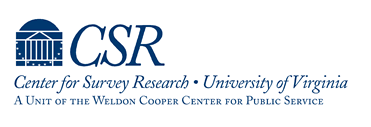 CSR
Center for Survey Research • University of Virginia
A Unit of the Weldon Cooper Center for Public Service